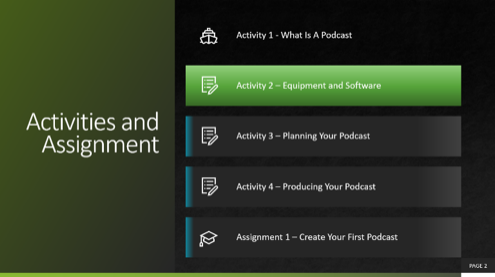 Activities and
Assignment
Activity 1 - What Is A Podcast
Activity 2 – Equipment and Software
Activity 3 – Planning Your Podcast
Activity 4 – Producing Your Podcast
Assignment 1 – Create Your First Podcast
PAGE 2